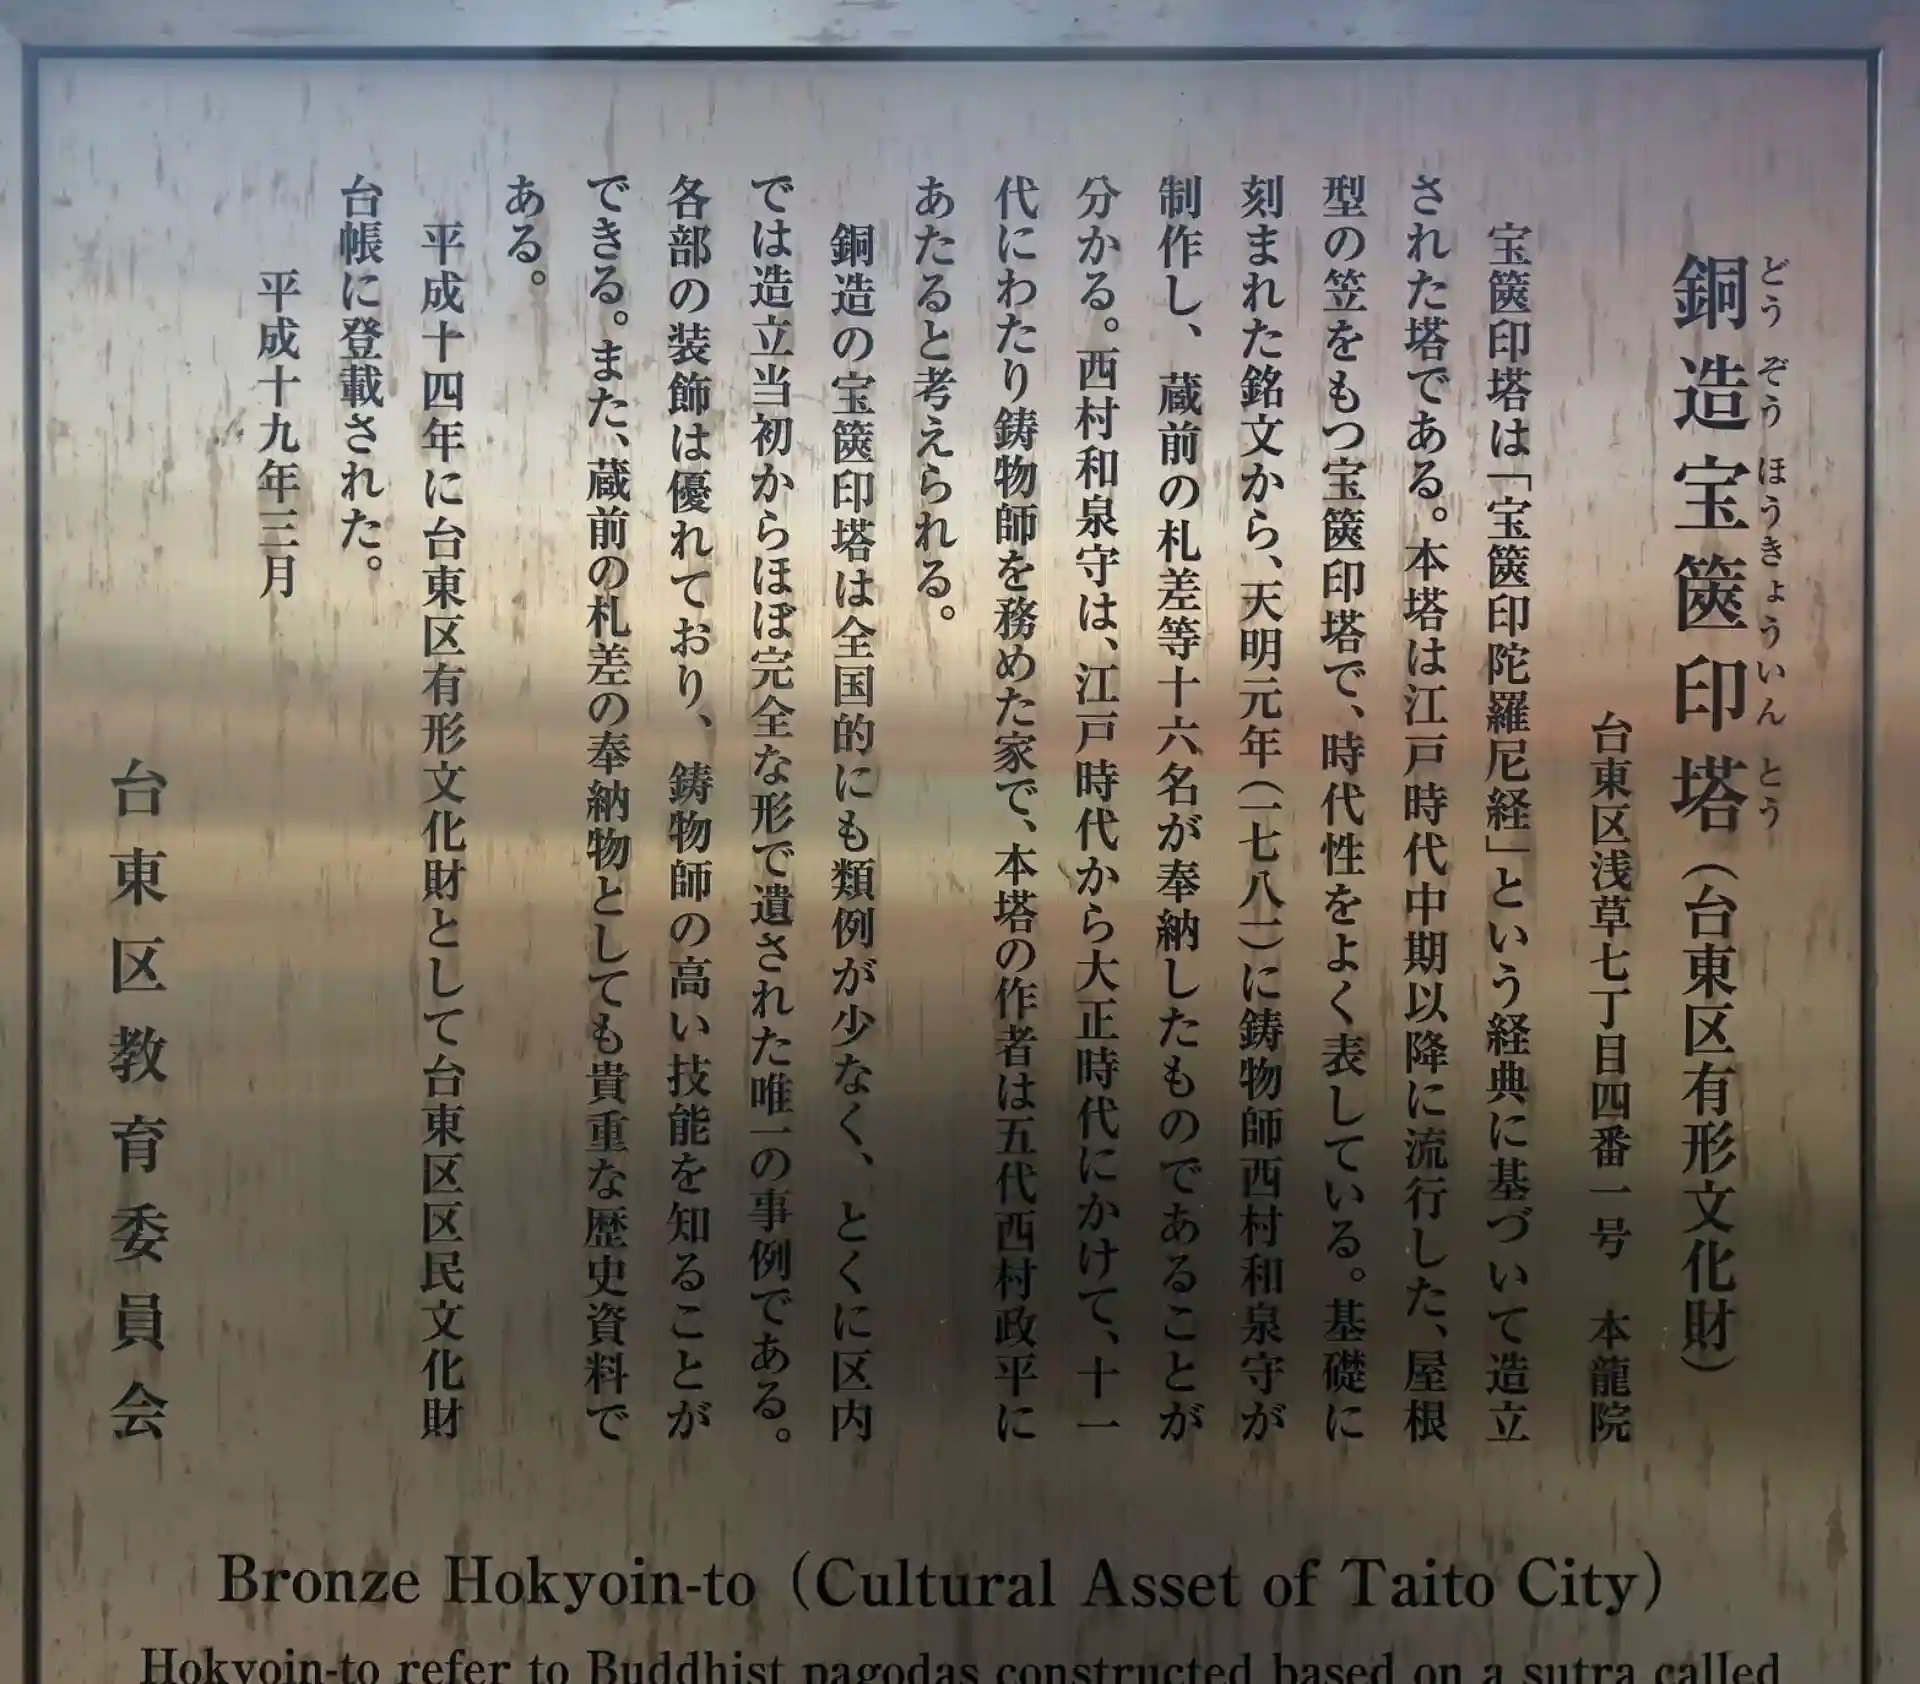 銅造宝篋印塔（台東区有形文化財）
どうぞうほうきょういんとう
台東区浅草七丁目四番一号　本龍院
宝篋印塔は「宝篋印陀羅尼経」という経典に基づいて造立
された塔である。本塔は江戸時代中期以降に流行した、屋根
型の笠をもつ宝篋印塔で、時代性をよく表している。基礎に
刻まれた銘文から、天明元年（一七八一）に鋳物師西村和泉守が
制作し、蔵前の札差等十六名が奉納したものであることが
分かる。西村和泉守は、江戸時代から大正時代にかけて、十一
代にわたり鋳物師を務めた家で、本塔の作者は五代西村政平に
あたると考えられる。
銅造の宝篋印塔は全国的にも類例が少なく、とくに区内
では造立当初からほぼ完全な形で遺された唯一の事例である。
各部の装飾は優れており、鋳物師の高い技能を知ることが
できる。また、蔵前の札差の奉納物としても貴重な歴史資料で
ある。
平成十四年に台東区有形文化財として台東区区民文化財
台帳に登載された。
平成十九年三月
台東区教育委員会
Bronze Hokyoin-to (Cultural Asset of Taito City)
Hokyoin-to refer to Buddhist pagodas constructed based on a sutra called